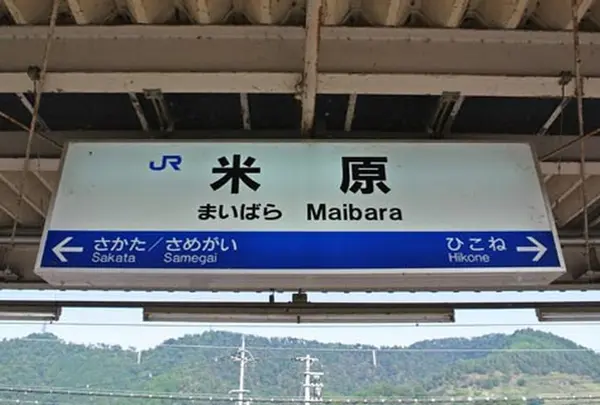 JR 米原
まいばら Maibara
← さかた／さめがい ひこね →
Sakata Samegai Hikone